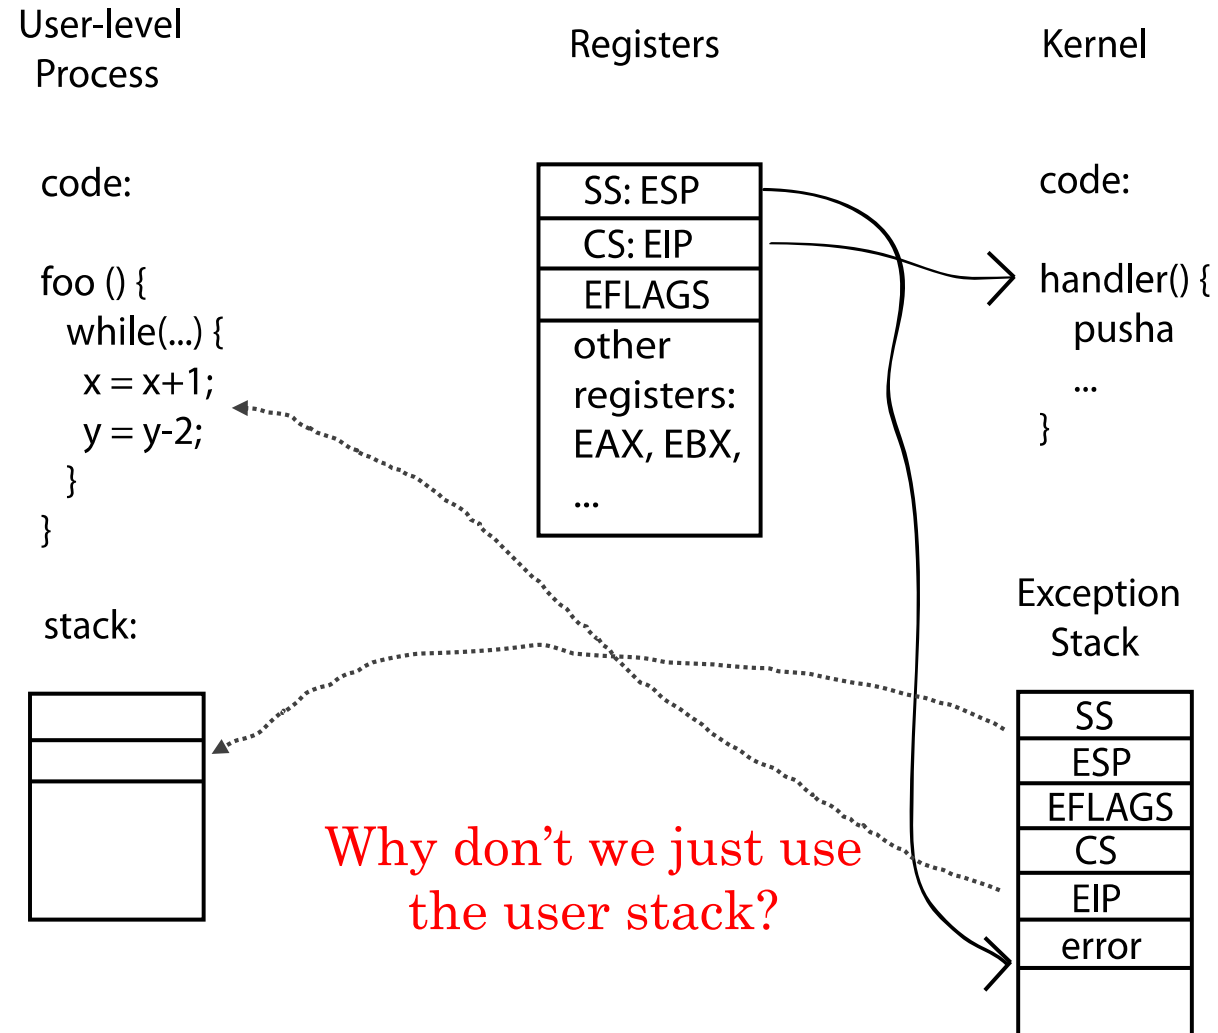 User-level
Process
code:
foo () {
while(...) {
x = x+1;
y = y-2;
}
}
stack:
Registers
SS: ESP
CS: EIP
EFLAGS
other
registers:
EAX, EBX,
...
Kernel
code:
handler() {
pusha
...
}
Exception
Stack
SS
ESP
EFLAGS
CS
EIP
error
Why don't we just use
the user stack?